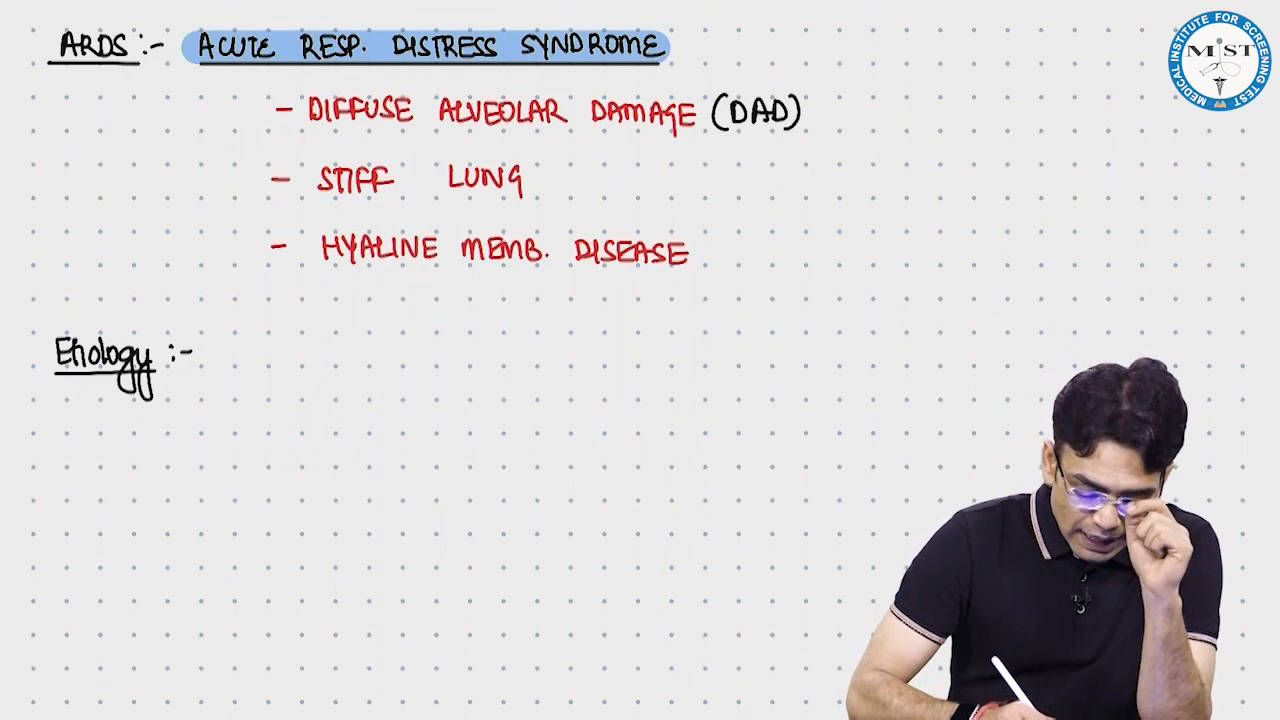 ARDS :- ACUTE RESP. DISTRESS SYNDROME
- DIFFUSE ALVEOLAR DAMAGE (DAD)
- STIFF LUNG
- HYALINE MEMB. DISEASE
Etiology :-
MEDICAL INSTITUTE FOR SCREENING TEST
MIST